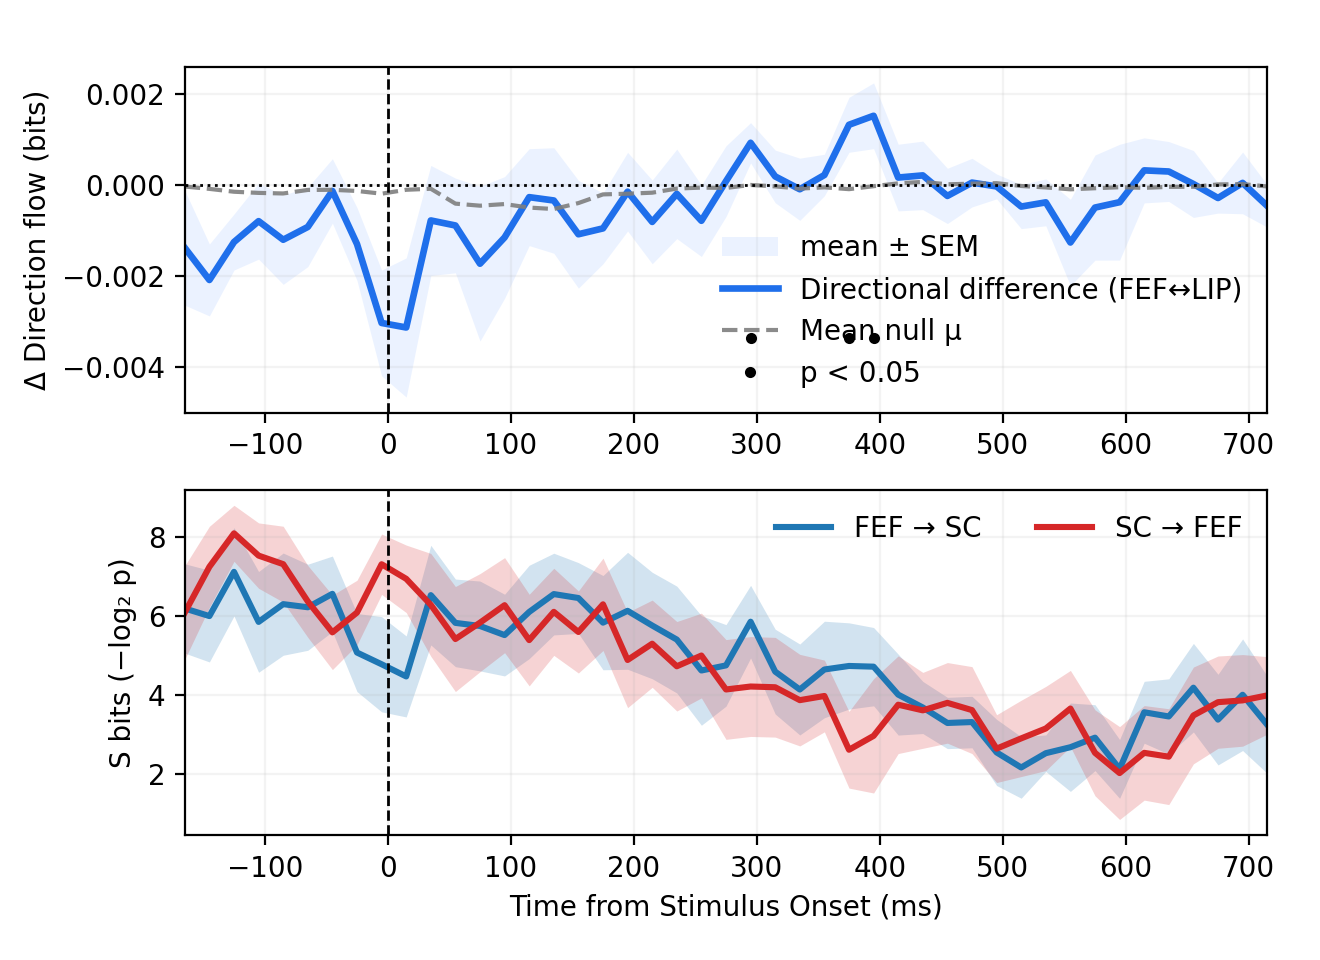 Δ Direction flow (bits)
0.002
0.000
−0.002
−0.004
mean ± SEM
Directional difference (FEF↔LIP)
Mean null μ
p < 0.05
−100 0 100 200 300 400 500 600 700
S bits (−log₂ p)
8
6
4
2
FEF → SC SC → FEF
−100 0 100 200 300 400 500 600 700
Time from Stimulus Onset (ms)